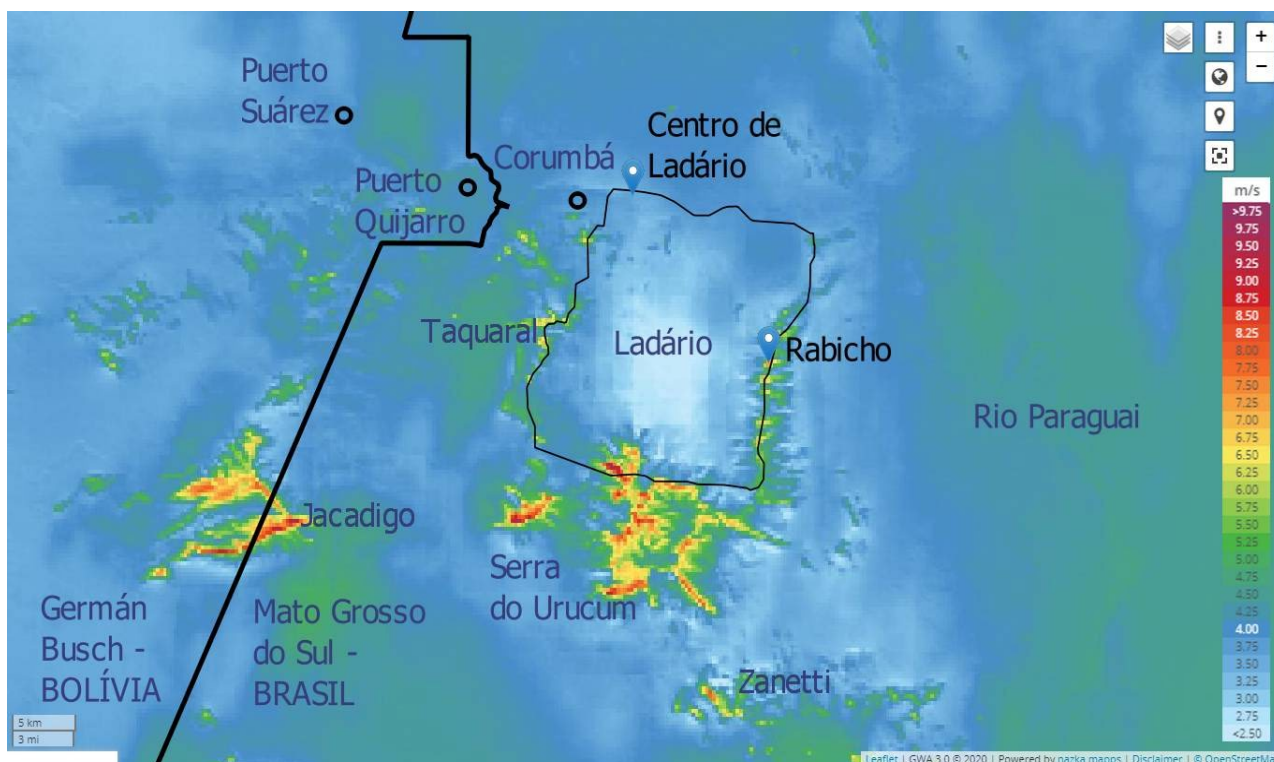 Puerto
Suárez
Puerto
Quijarro
Corumbá
Centro de
Ladário
Taquaral
Ladário
Rabicho
Rio Paraguai
Jacadigo
Serra
do Urucum
Germán
Busch -
BOLÍVIA
Mato Grosso
do Sul -
BRASIL
Zanetti
+
−
m/s
>9.75
9.75
9.50
9.25
9.00
8.75
8.50
8.25
8.00
7.75
7.50
7.25
7.00
6.75
6.50
6.25
6.00
5.75
5.50
5.25
5.00
4.75
4.50
4.25
4.00
3.75
3.50
3.25
3.00
2.75
<2.50
5 km
3 mi
Leaflet | GWA 3.0 © 2020 | Powered by nazka mapps | Disclaimer | © OpenStreetMa